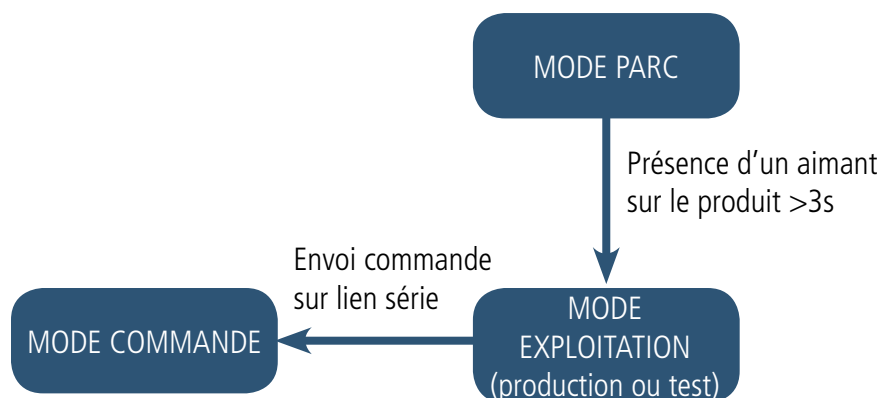 MODE PARC
Présence d’un aimant
sur le produit >3s
Envoi commande
sur lien série
MODE COMMANDE
MODE
EXPLOITATION
(production ou test)